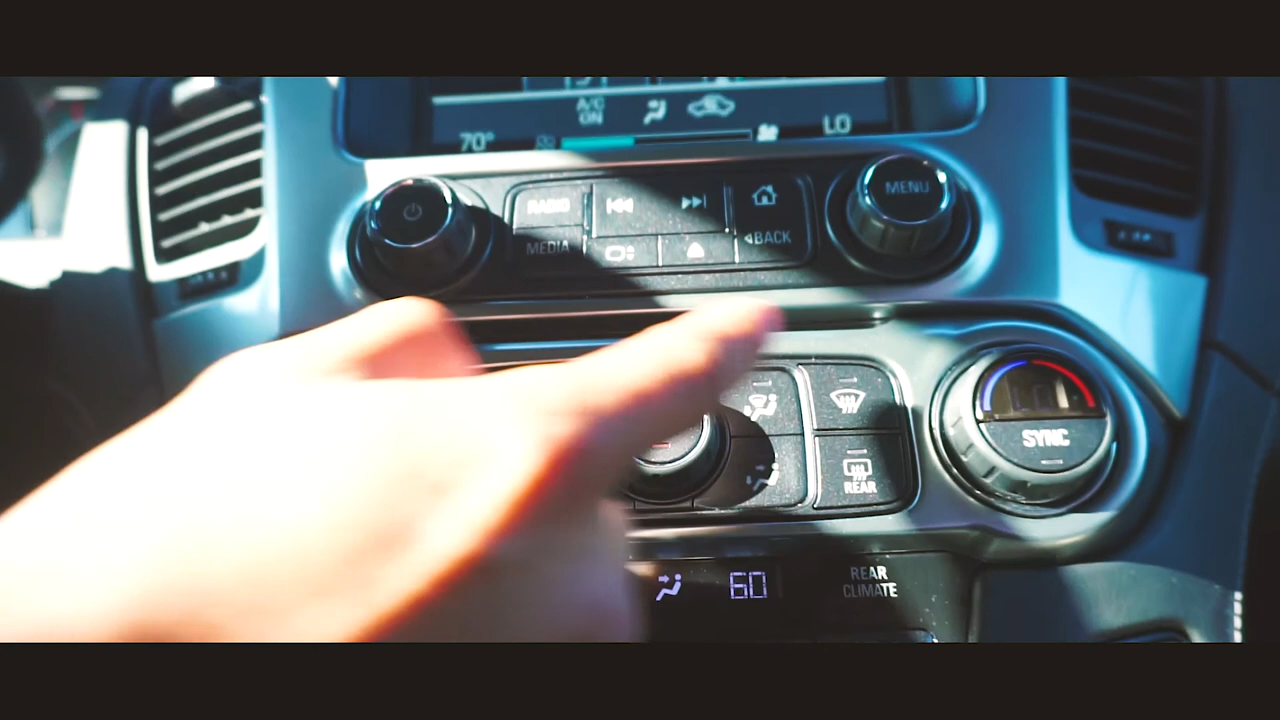 A/C
ON
70°
LO
RADIO
MEDIA
BACK
MENU
SYNC
REAR
60
REAR
CLIMATE